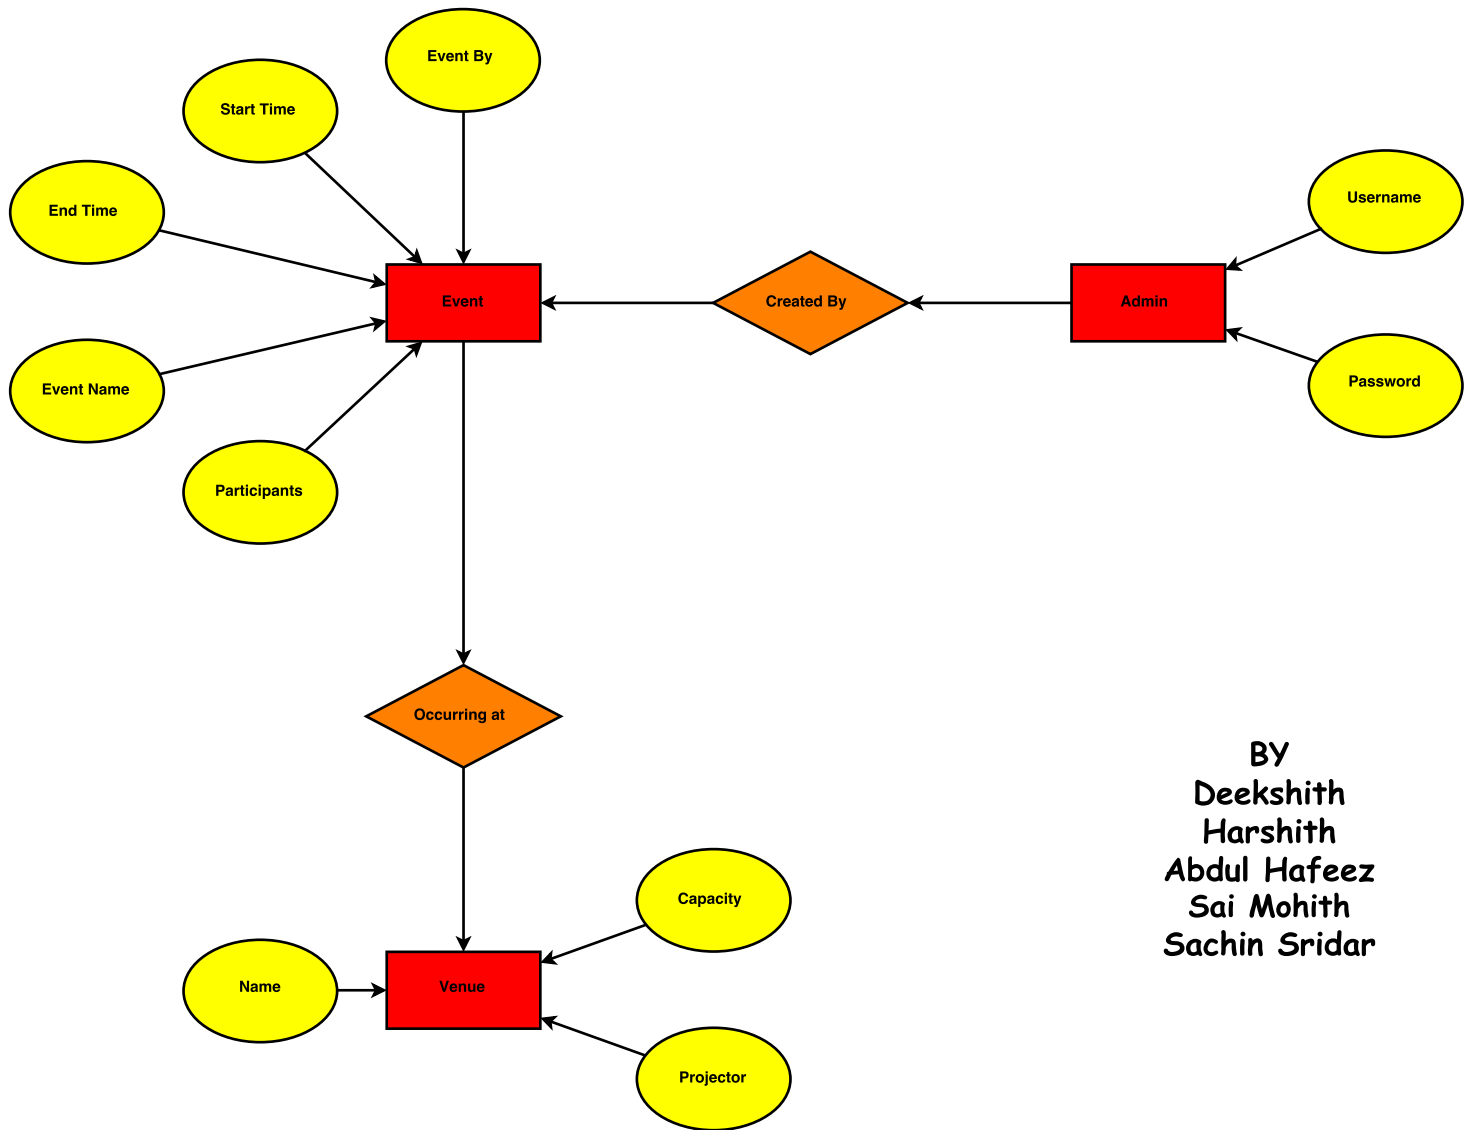 Event By
Start Time
End Time
Username
Event
Created By
Admin
Event Name
Password
Participants
Occurring at
BY
Deekshith
Harshith
Abdul Hafeez
Sai Mohith
Sachin Sridar
Capacity
Name
Venue
Projector